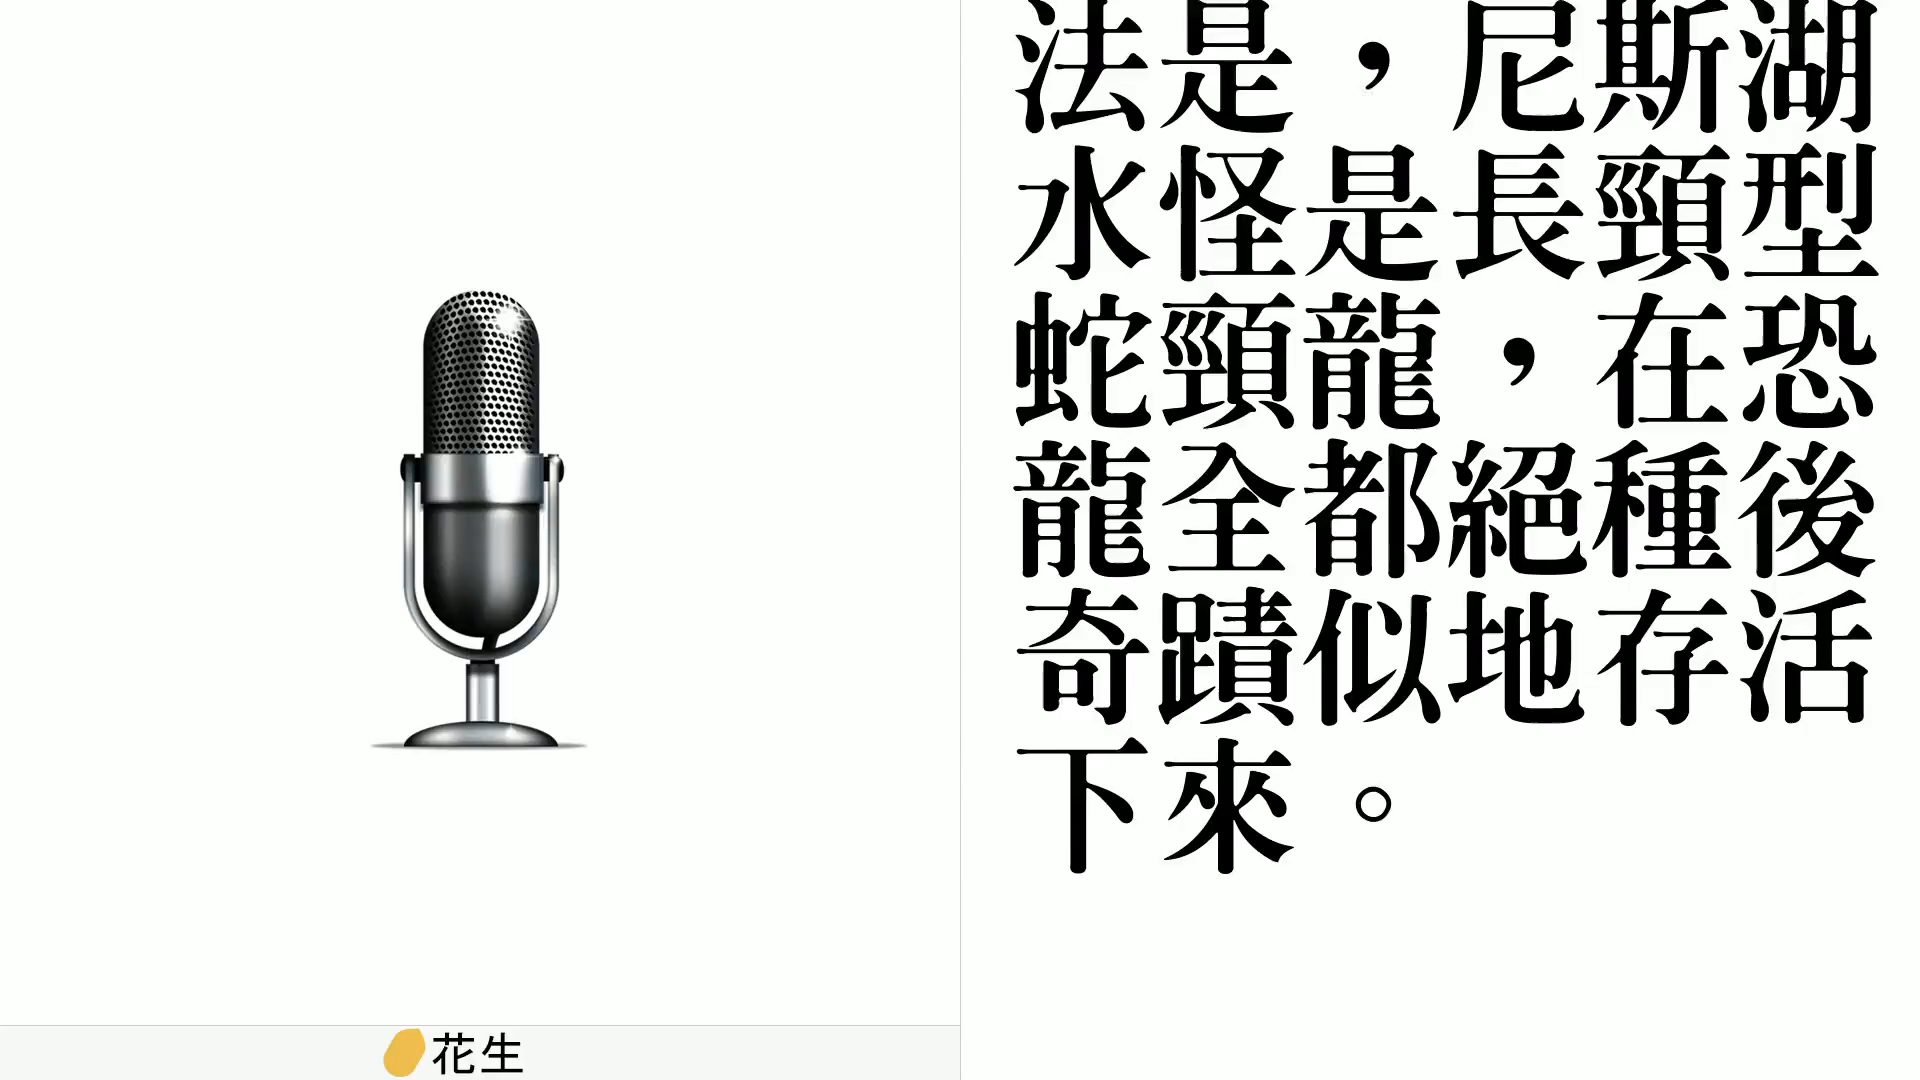 法是，尼斯湖
水怪是長頸型
蛇頸龍，在恐
龍全都絕種後
奇蹟似地存活
下來。
花生